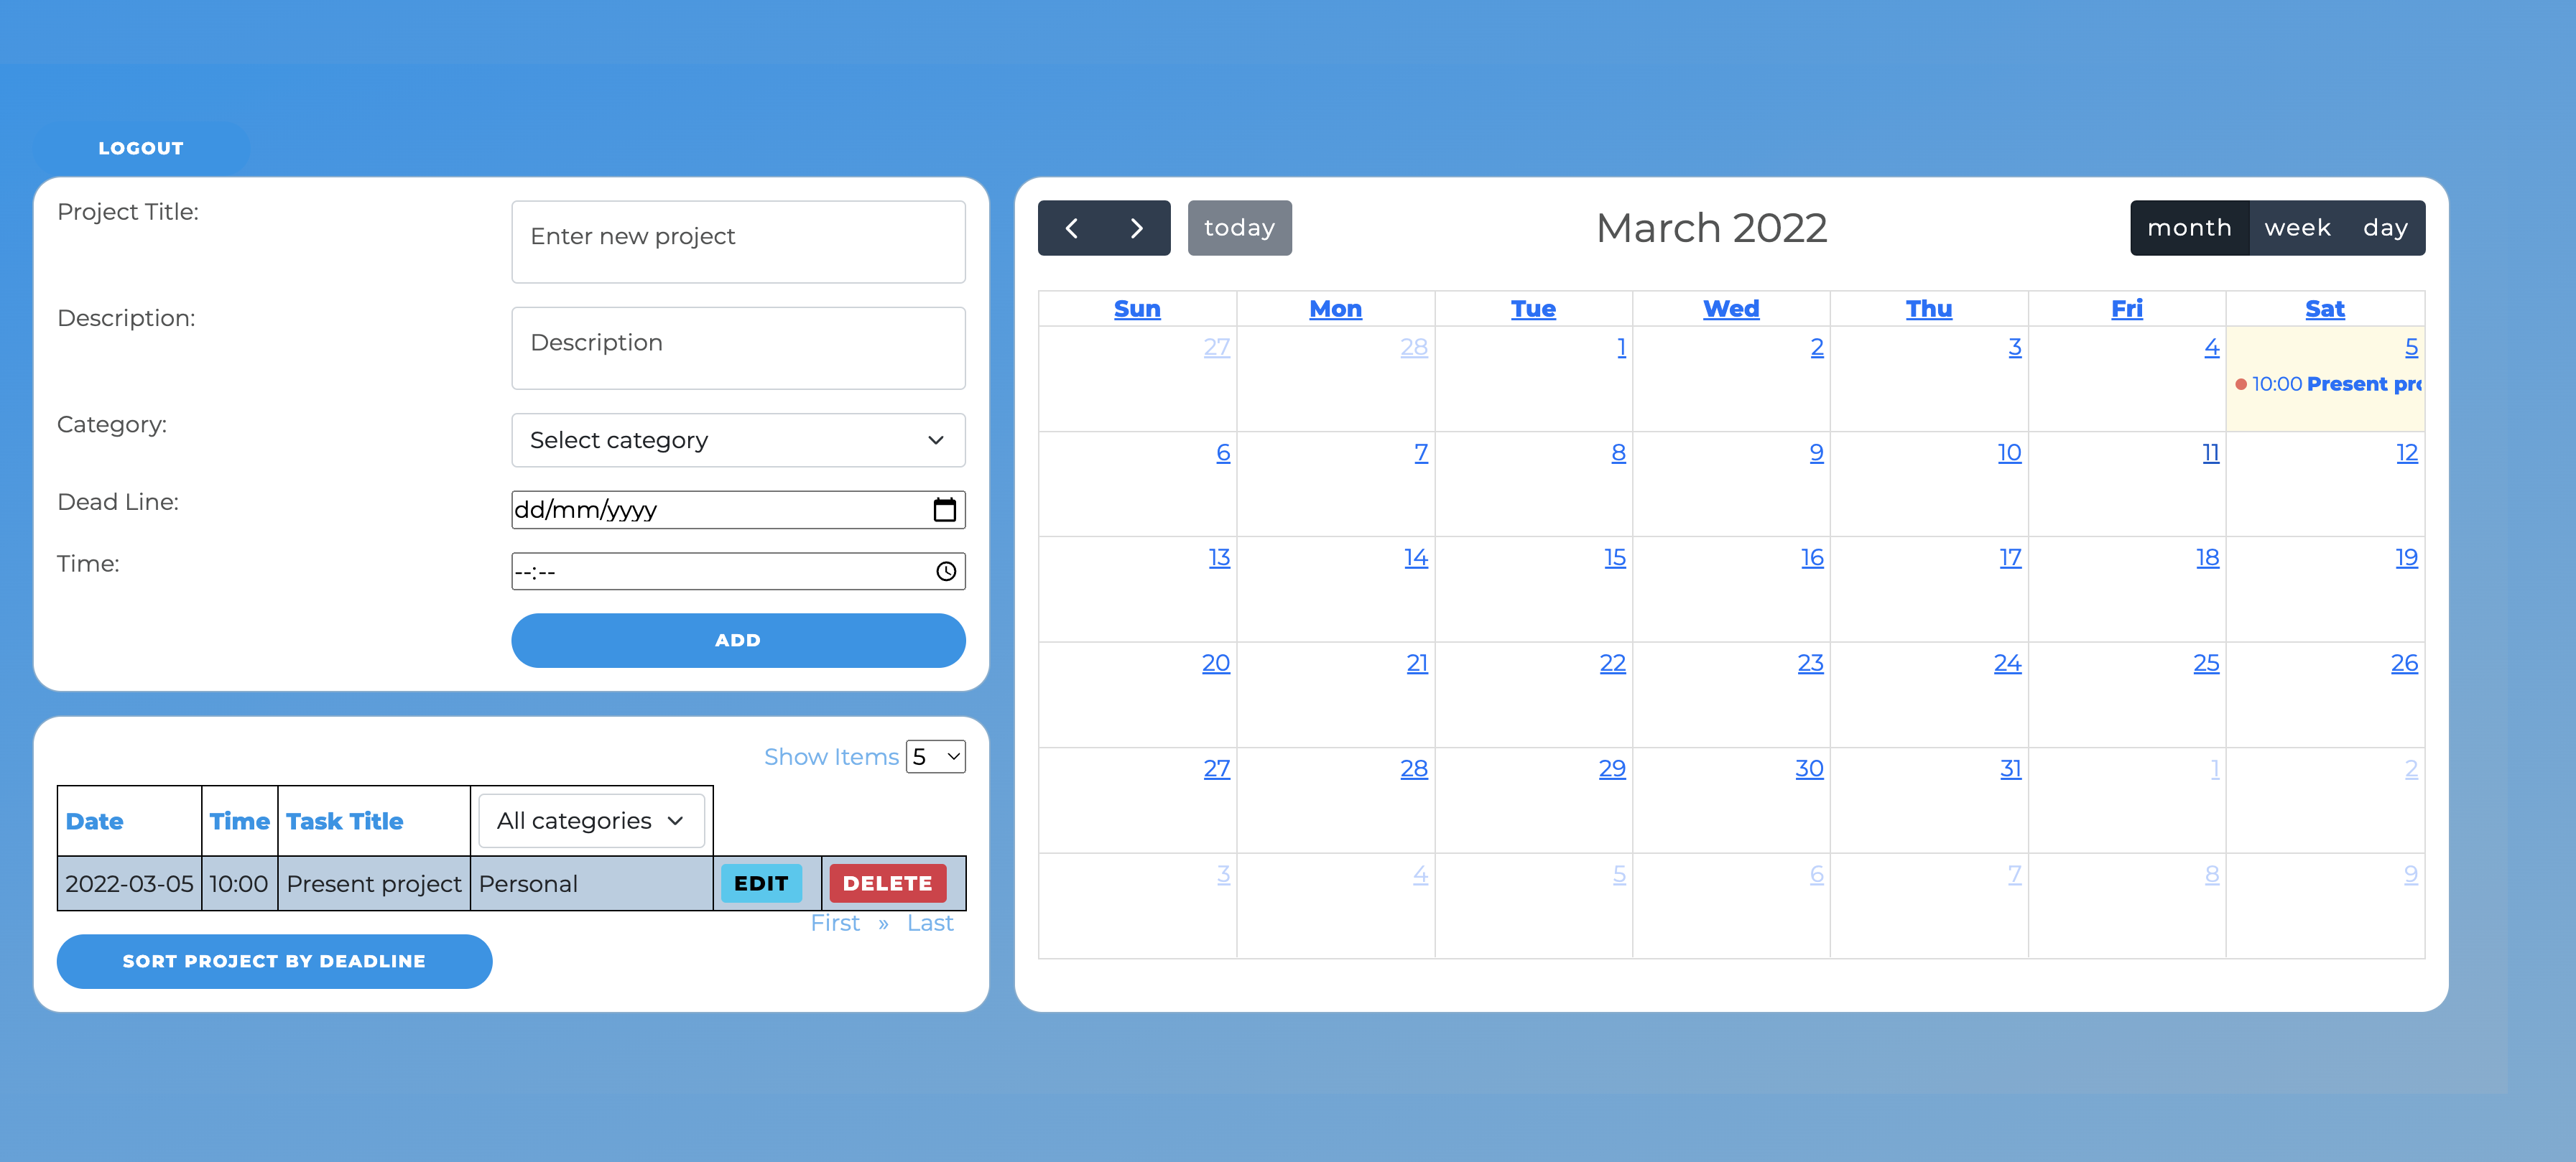 LOGOUT
Project Title:
Enter new project
Description:
Description
Category:
Select category
Dead Line:
dd/mm/yyyy
Time:
--:--
ADD
Show Items 5
Date Time Task Title All categories
2022-03-05 10:00 Present project Personal EDIT DELETE
First » Last
SORT PROJECT BY DEADLINE
today March 2022 month week day
Sun Mon Tue Wed Thu Fri Sat
27 28 1 2 3 4 5
10:00 Present pro
6 7 8 9 10 11 12
13 14 15 16 17 18 19
20 21 22 23 24 25 26
27 28 29 30 31 1 2
3 4 5 6 7 8 9